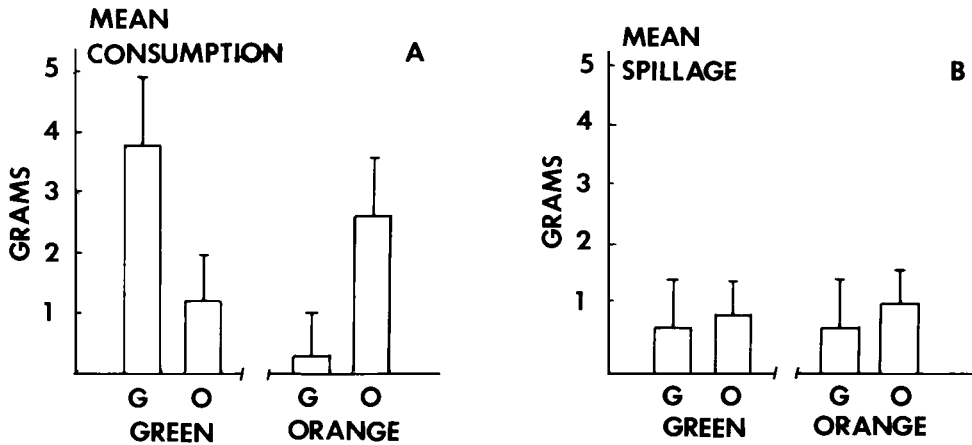 MEAN
CONSUMPTION
A
5
4
3
2
1
GRAMS
G O G O
GREEN ORANGE
MEAN
SPILLAGE
B
5
4
3
2
1
GRAMS
G O G O
GREEN ORANGE